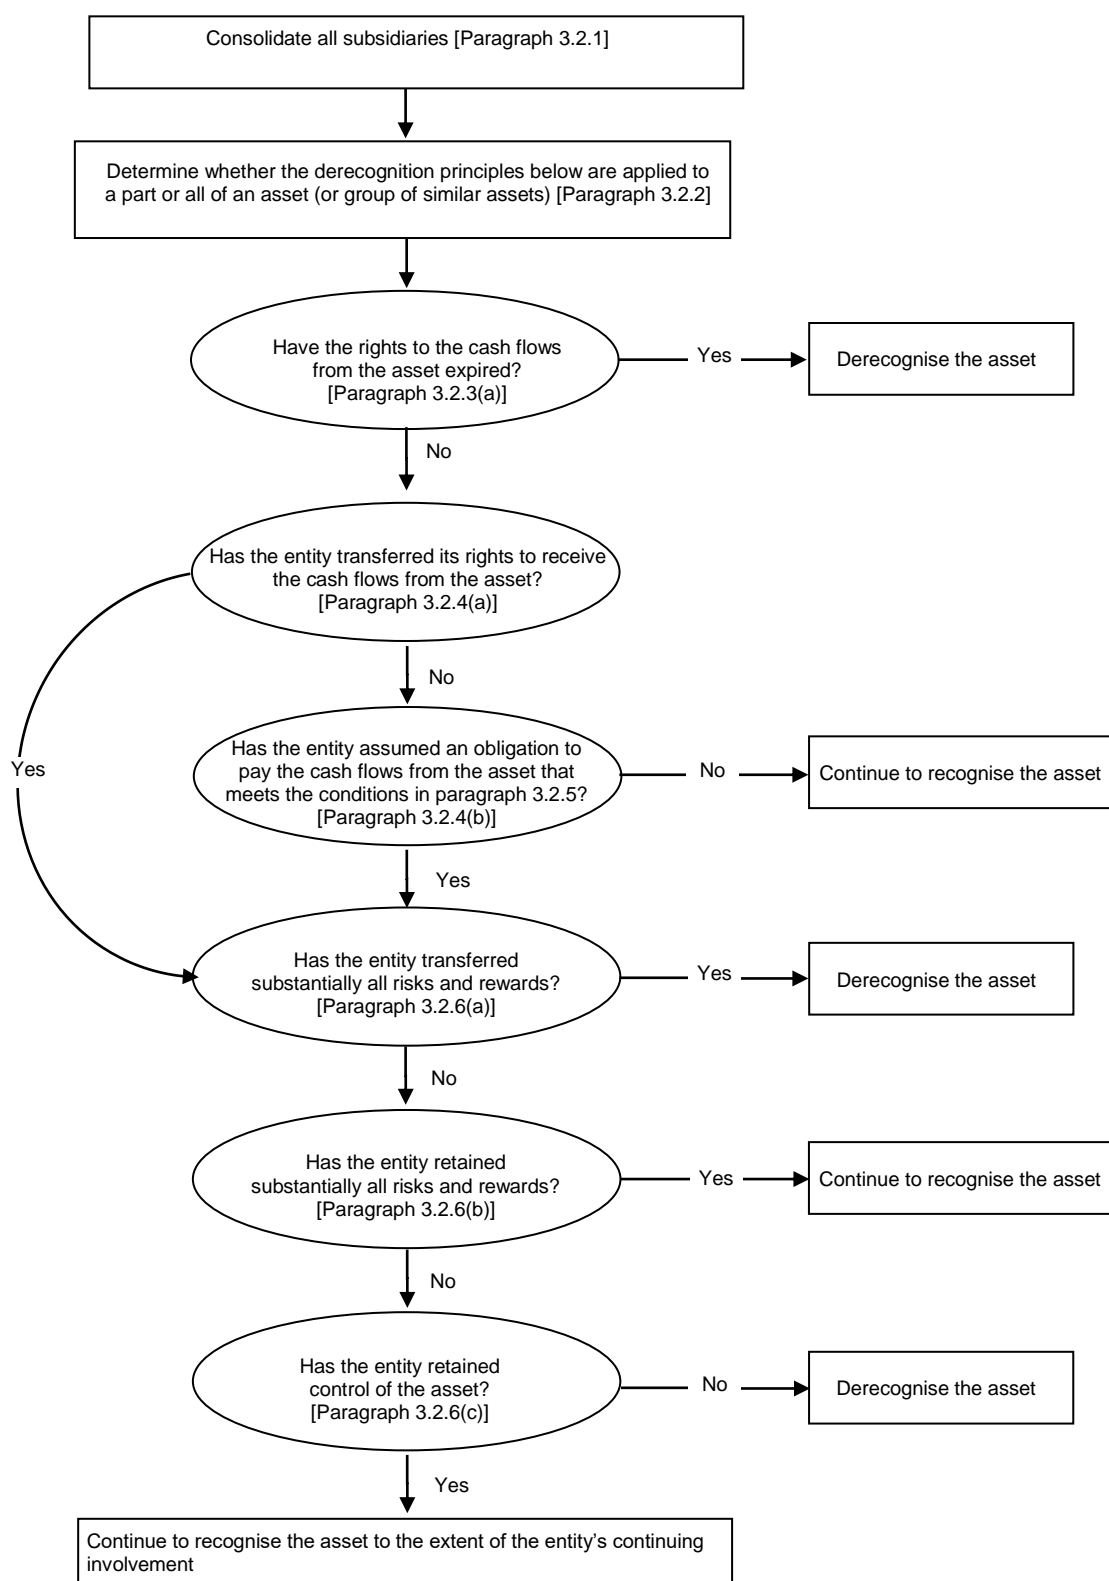 Consolidate all subsidiaries [Paragraph 3.2.1]
Determine whether the derecognition principles below are applied to
a part or all of an asset (or group of similar assets) [Paragraph 3.2.2]
Have the rights to the cash flows
from the asset expired?
[Paragraph 3.2.3(a)]
Yes
Derecognise the asset
No
Has the entity transferred its rights to receive
the cash flows from the asset?
[Paragraph 3.2.4(a)]
No
Yes
Has the entity assumed an obligation to
pay the cash flows from the asset that
meets the conditions in paragraph 3.2.5?
[Paragraph 3.2.4(b)]
No
Continue to recognise the asset
Yes
Has the entity transferred
substantially all risks and rewards?
[Paragraph 3.2.6(a)]
Yes
Derecognise the asset
No
Has the entity retained
substantially all risks and rewards?
[Paragraph 3.2.6(b)]
Yes
Continue to recognise the asset
No
Has the entity retained
control of the asset?
[Paragraph 3.2.6(c)]
No
Derecognise the asset
Yes
Continue to recognise the asset to the extent of the entity’s continuing
involvement